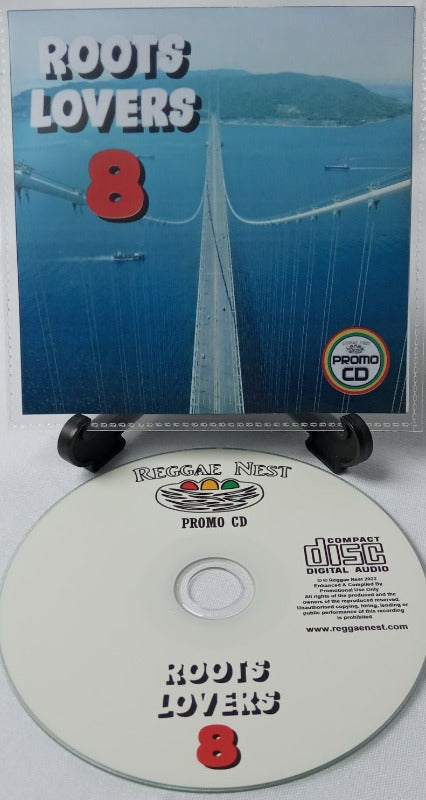 ROOTS
LOVERS
8
PROMO
CD
REGGAE NEST
PROMO CD
COMPACT
disc
DIGITAL AUDIO
© ℗ Reggae Nest 2022
Enhanced & Compiled By
Promotional Use Only
All rights of the produced and the
owners of the reproduced reserved.
Unauthorised copying, hiring, leading or
public performance of this recording
is prohibited
www.reggaenest.com
ROOTS
LOVERS
8